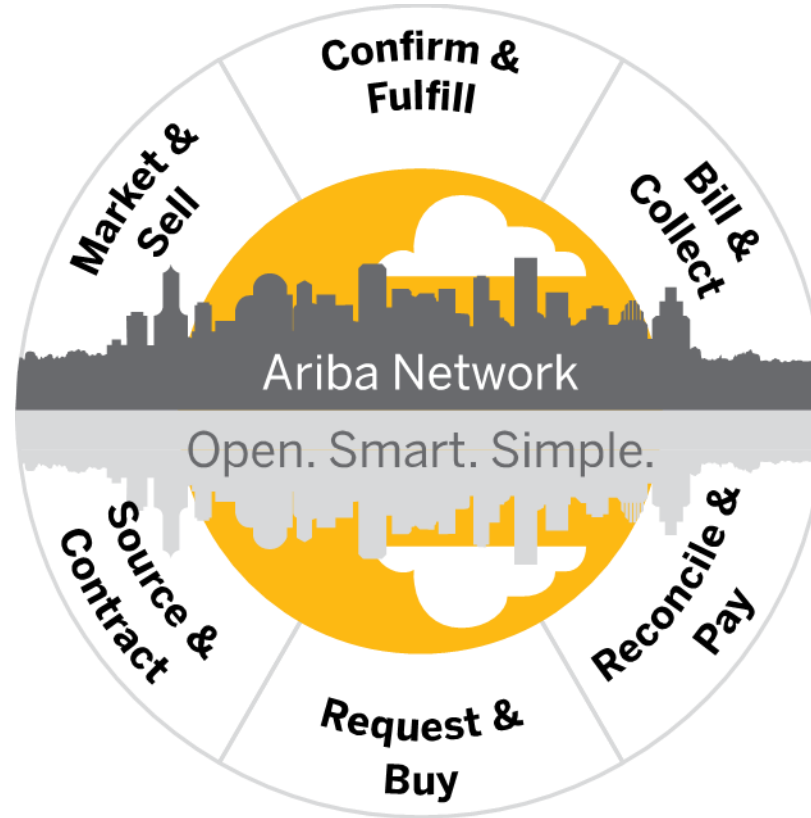 Confirm &
Fulfill
Market &
Sell
Bill &
Collect
Ariba Network
Open. Smart. Simple.
Source &
Contract
Reconcile &
Pay
Request &
Buy